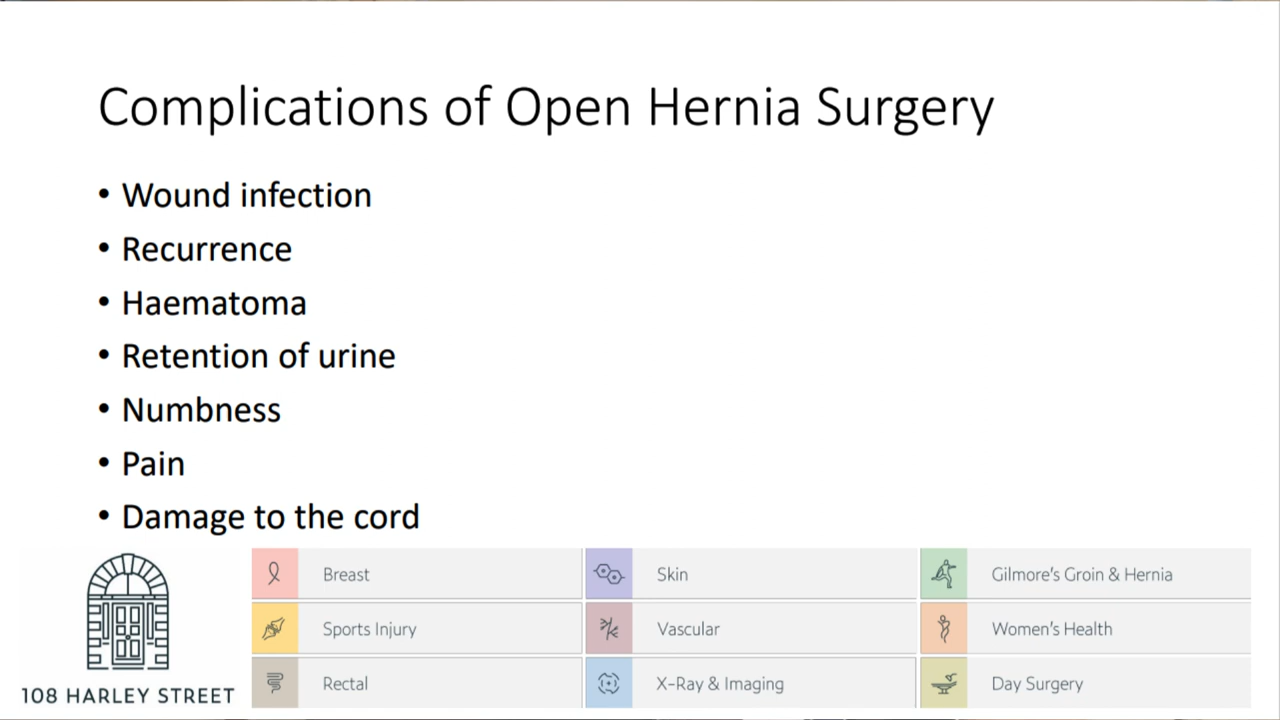 Complications of Open Hernia Surgery
• Wound infection
• Recurrence
• Haematoma
• Retention of urine
• Numbness
• Pain
• Damage to the cord
108 HARLEY STREET
Breast
Skin
Gilmore's Groin & Hernia
Sports Injury
Vascular
Women's Health
Rectal
X-Ray & Imaging
Day Surgery